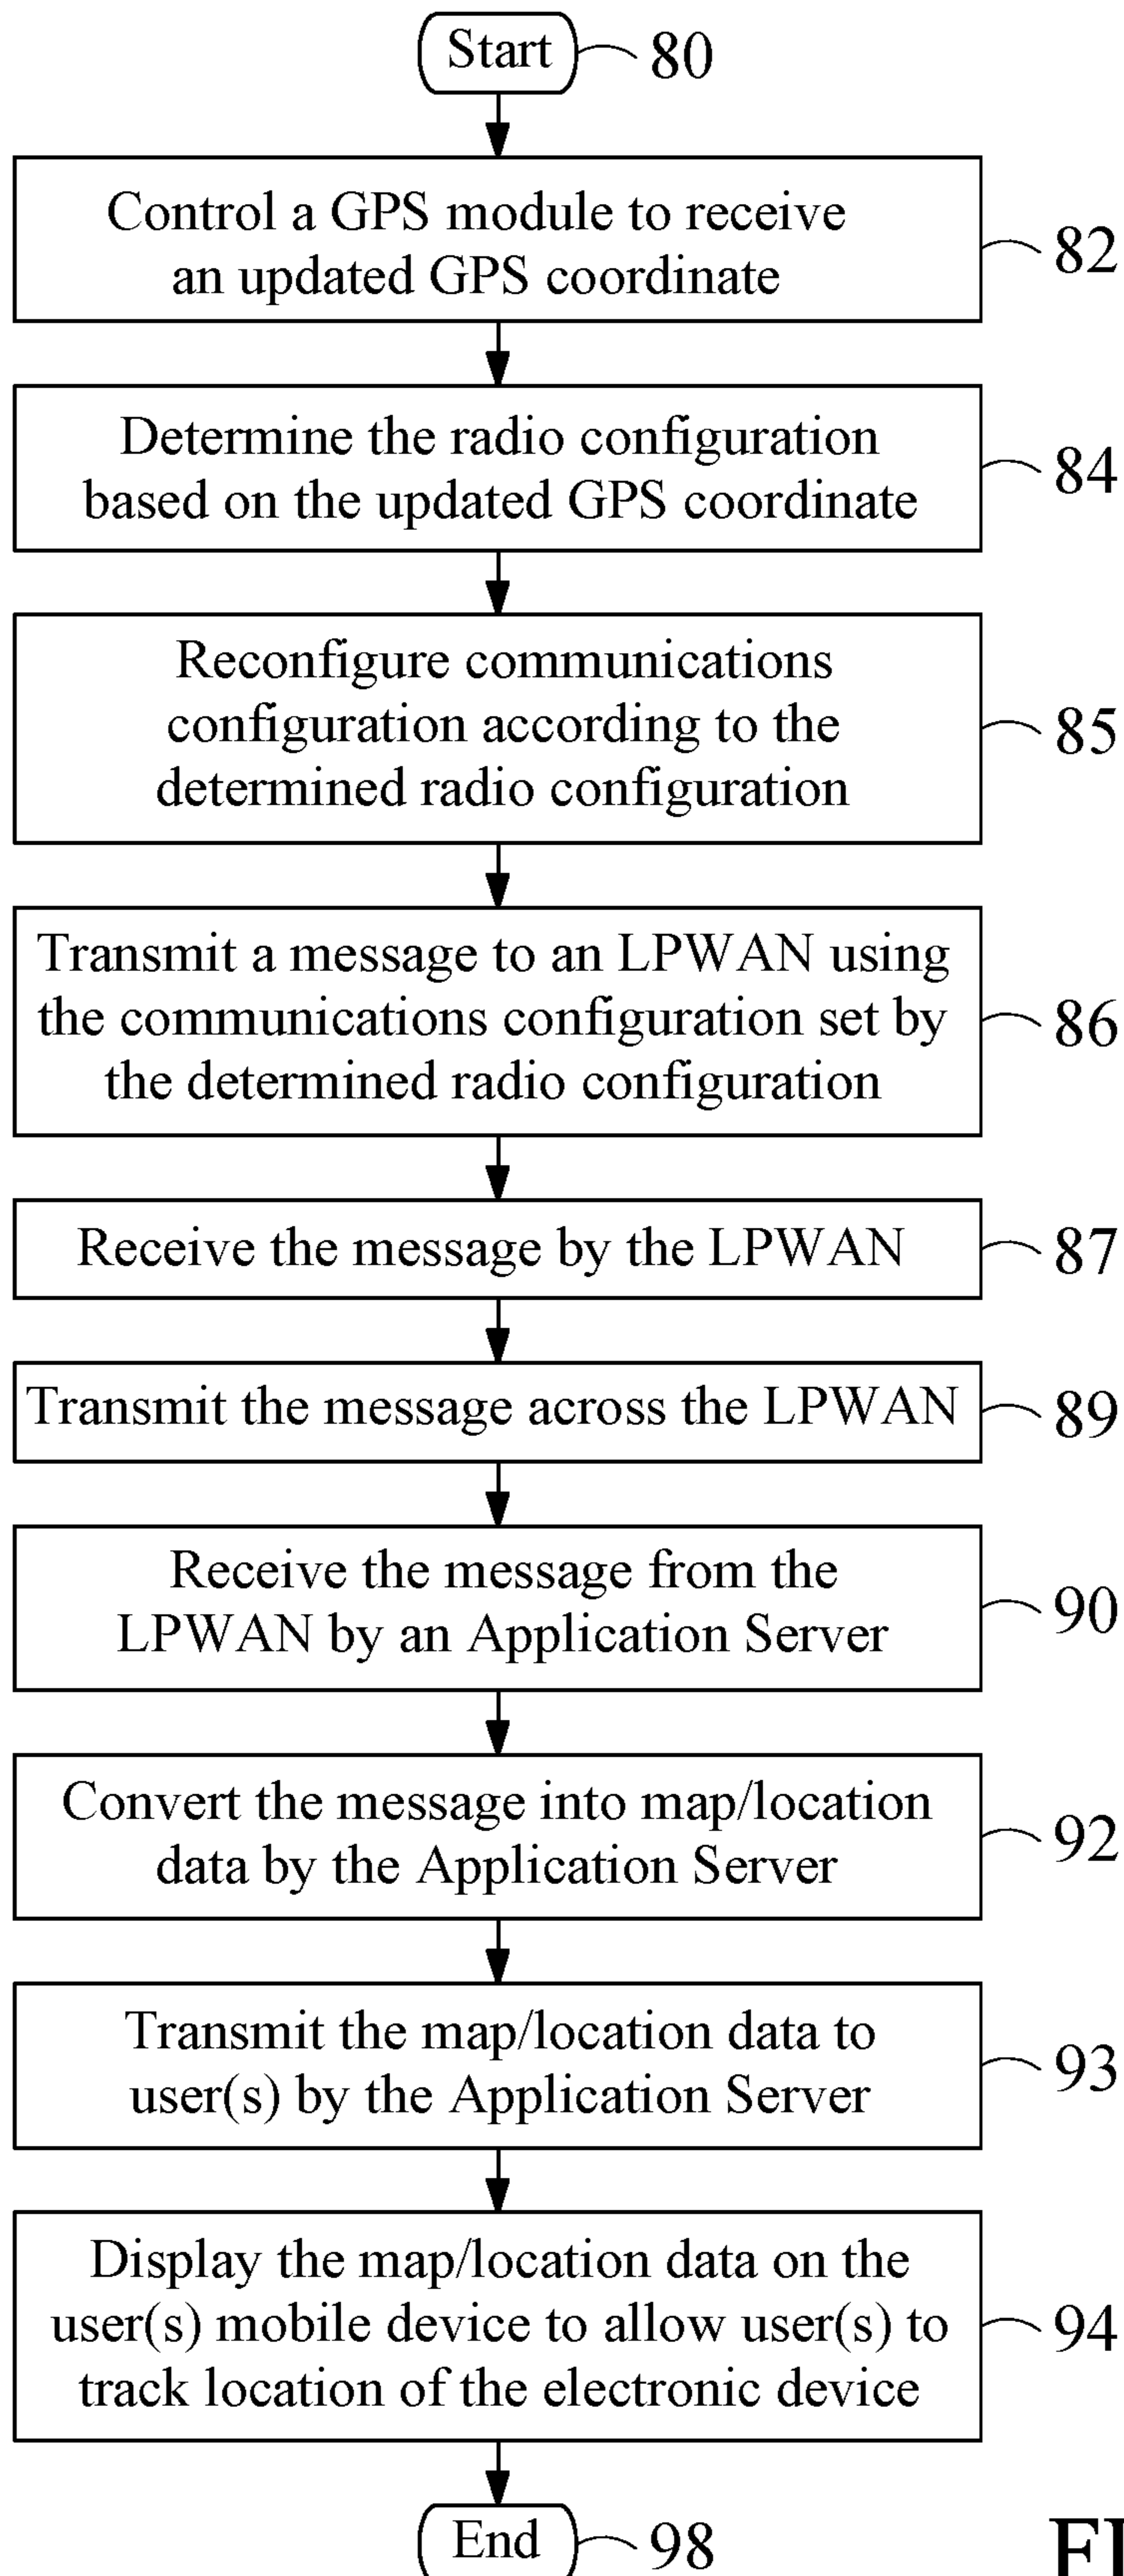 Start
80
Control a GPS module to receive
an updated GPS coordinate
82
Determine the radio configuration
based on the updated GPS coordinate
84
Reconfigure communications
configuration according to the
determined radio configuration
85
Transmit a message to an LPWAN using
the communications configuration set by
the determined radio configuration
86
Receive the message by the LPWAN
87
Transmit the message across the LPWAN
89
Receive the message from the
LPWAN by an Application Server
90
Convert the message into map/location
data by the Application Server
92
Transmit the map/location data to
user(s) by the Application Server
93
Display the map/location data on the
user(s) mobile device to allow user(s) to
track location of the electronic device
94
End
98